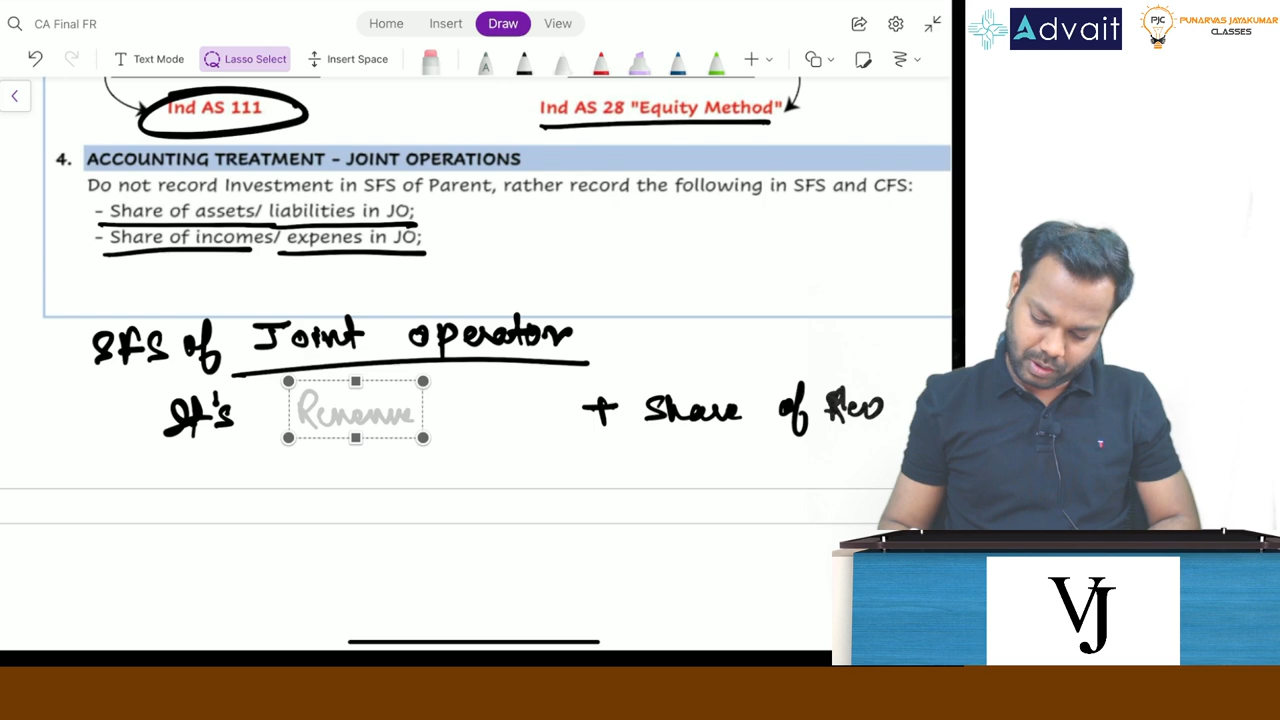 CA Final FR
Home Insert Draw View
Text Mode Lasso Select Insert Space
Advait
PJC PUNARVAS JAYAKUMAR CLASSES
Ind AS 111 Ind AS 28 "Equity Method"
4. ACCOUNTING TREATMENT - JOINT OPERATIONS
Do not record Investment in SFS of Parent, rather record the following in SFS and CFS:
- Share of assets/ liabilities in JO;
- Share of incomes/ expenes in JO;
SFS of Joint operator
It's Revenue + Share of Rev
VJ